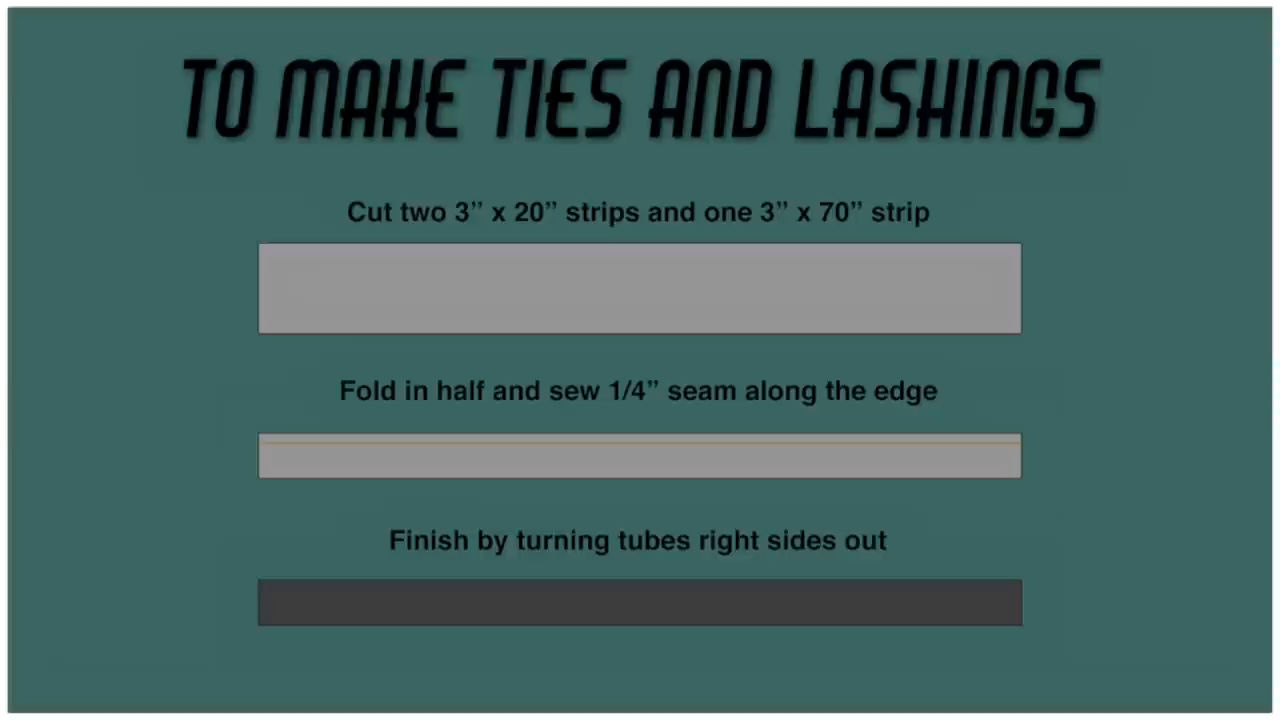 TO MAKE TIES AND LASHINGS
Cut two 3” x 20” strips and one 3” x 70” strip
Fold in half and sew 1/4” seam along the edge
Finish by turning tubes right sides out